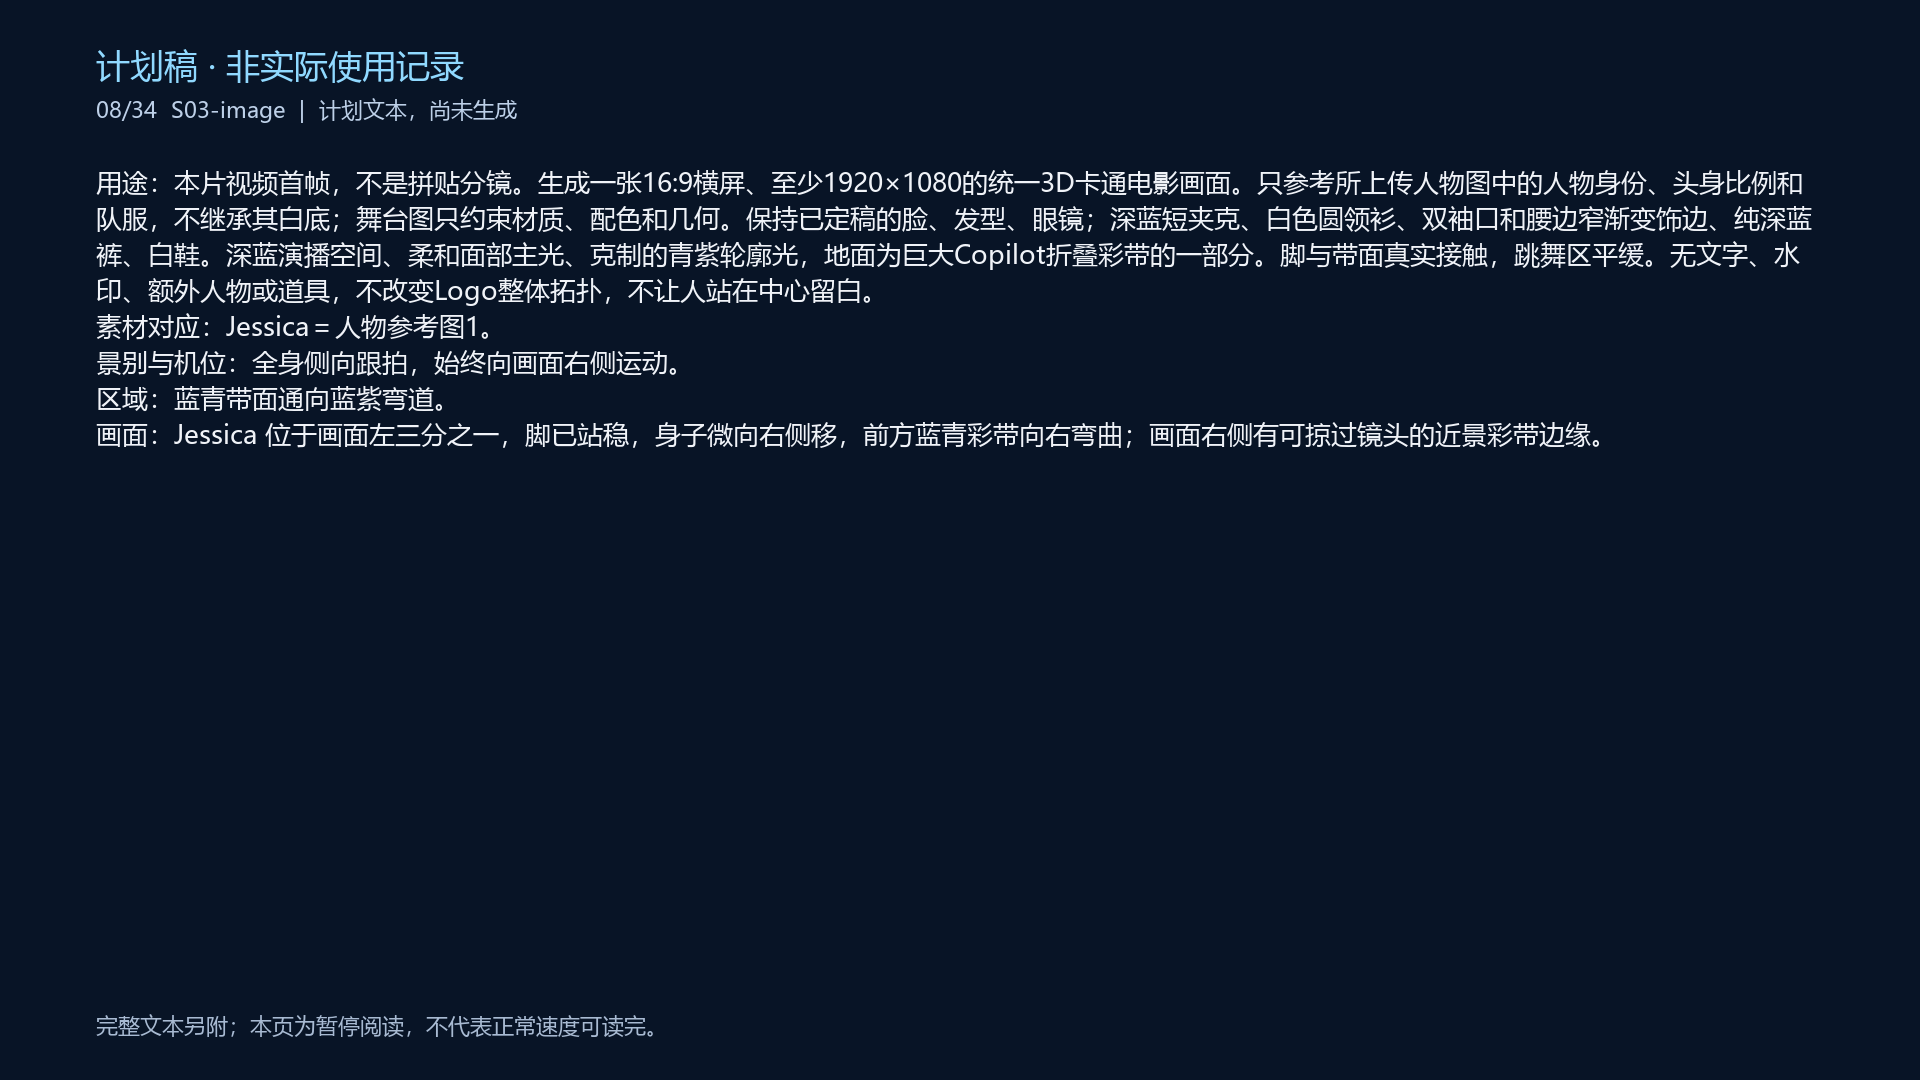 计划稿 · 非实际使用记录
08/34 S03-image | 计划文本，尚未生成
用途：本片视频首帧，不是拼贴分镜。生成一张16:9横屏、至少1920×1080的统一3D卡通电影画面。只参考所上传人物图中的人物身份、头身比例和
队服，不继承其白底；舞台图只约束材质、配色和几何。保持已定稿的脸、发型、眼镜；深蓝短夹克、白色圆领衫、双袖口和腰边窄渐变饰边、纯深蓝
裤、白鞋。深蓝演播空间、柔和面部主光、克制的青紫轮廓光，地面为巨大Copilot折叠彩带的一部分。脚与带面真实接触，跳舞区平缓。无文字、水
印、额外人物或道具，不改变Logo整体拓扑，不让人站在中心留白。
素材对应：Jessica＝人物参考图1。
景别与机位：全身侧向跟拍，始终向画面右侧运动。
区域：蓝青带面通向蓝紫弯道。
画面：Jessica 位于画面左三分之一，脚已站稳，身子微向右侧移，前方蓝青彩带向右弯曲；画面右侧有可掠过镜头的近景彩带边缘。
完整文本另附；本页为暂停阅读，不代表正常速度可读完。